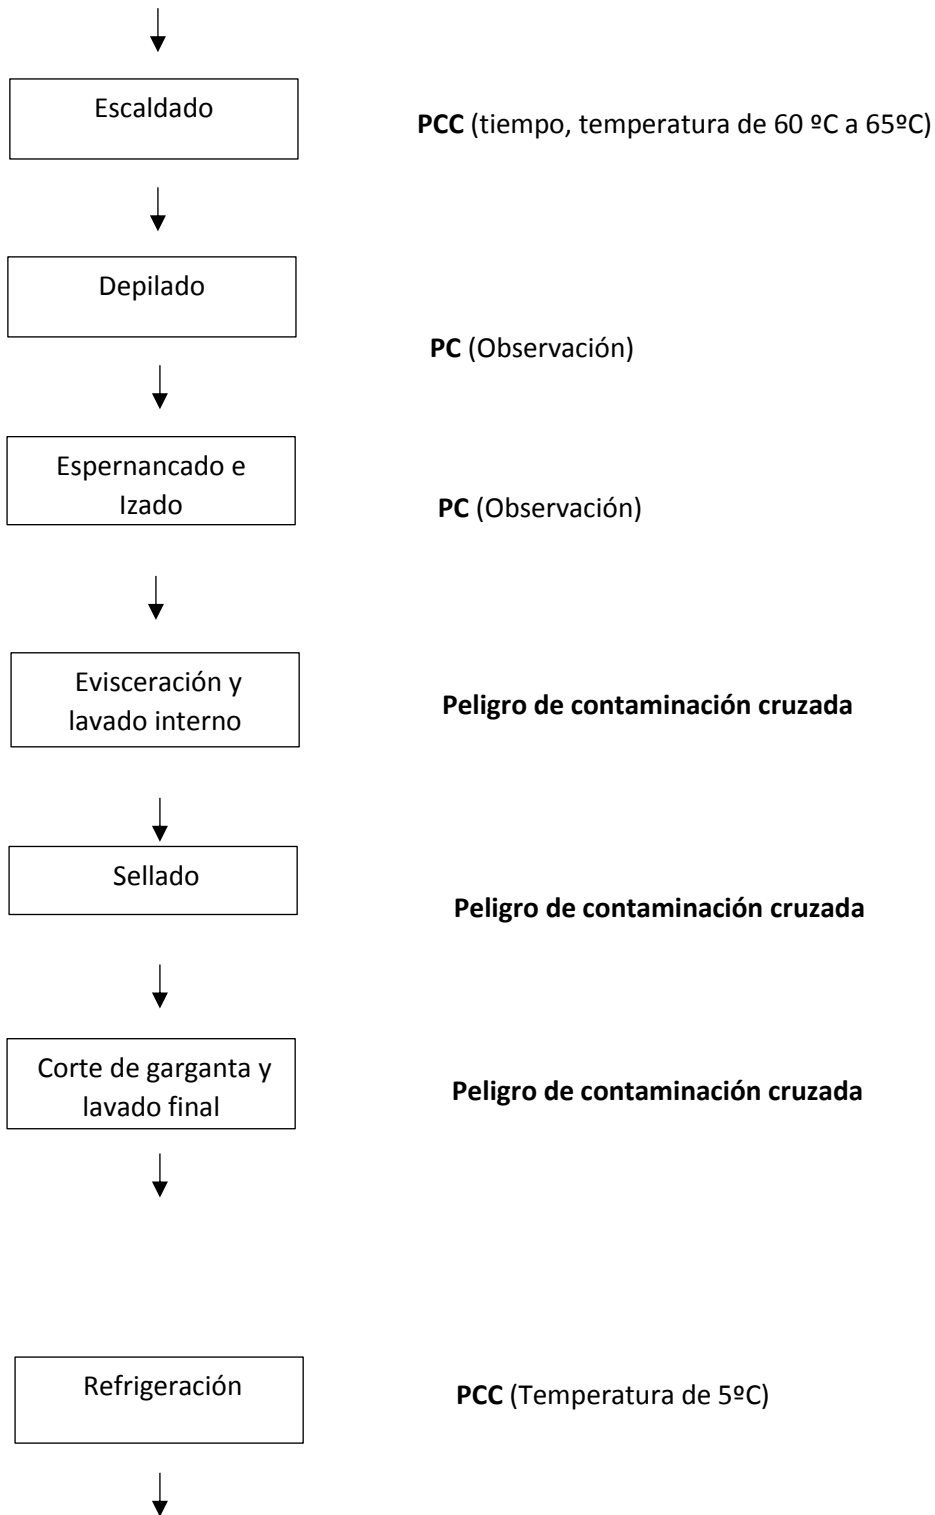 Escaldado
PCC (tiempo, temperatura de 60 ºC a 65ºC)
Depilado
PC (Observación)
Espernancado e
Izado
PC (Observación)
Evisceración y
lavado interno
Peligro de contaminación cruzada
Sellado
Peligro de contaminación cruzada
Corte de garganta y
lavado final
Peligro de contaminación cruzada
Refrigeración
PCC (Temperatura de 5ºC)